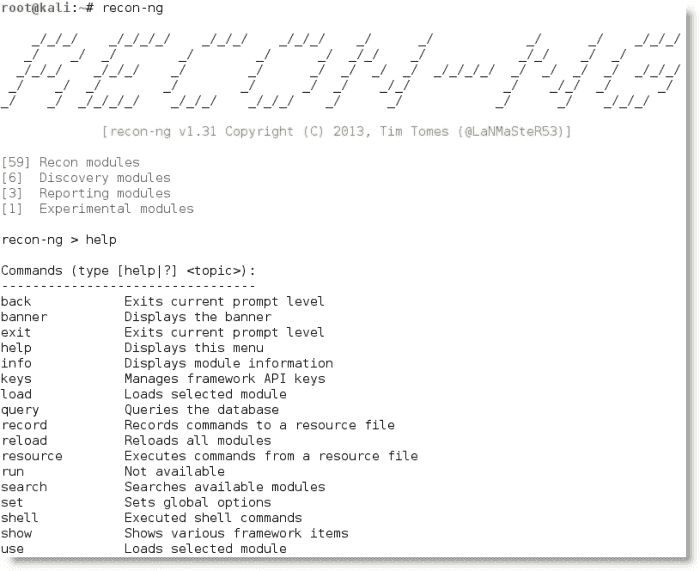 root@kali:~# recon-ng
RECON-NG
[recon-ng v1.31 Copyright (C) 2013, Tim Tomes (@LaNMaSteR53)]
[59] Recon modules
[6]  Discovery modules
[3]  Reporting modules
[1]  Experimental modules
recon-ng > help
Commands (type [help|?] <topic>):
---------------------------------
back            Exits current prompt level
banner          Displays the banner
exit            Exits current prompt level
help            Displays this menu
info            Displays module information
keys            Manages framework API keys
load            Loads selected module
query           Queries the database
record          Records commands to a resource file
reload          Reloads all modules
resource        Executes commands from a resource file
run             Not available
search          Searches available modules
set             Sets global options
shell           Executed shell commands
show            Shows various framework items
use             Loads selected module